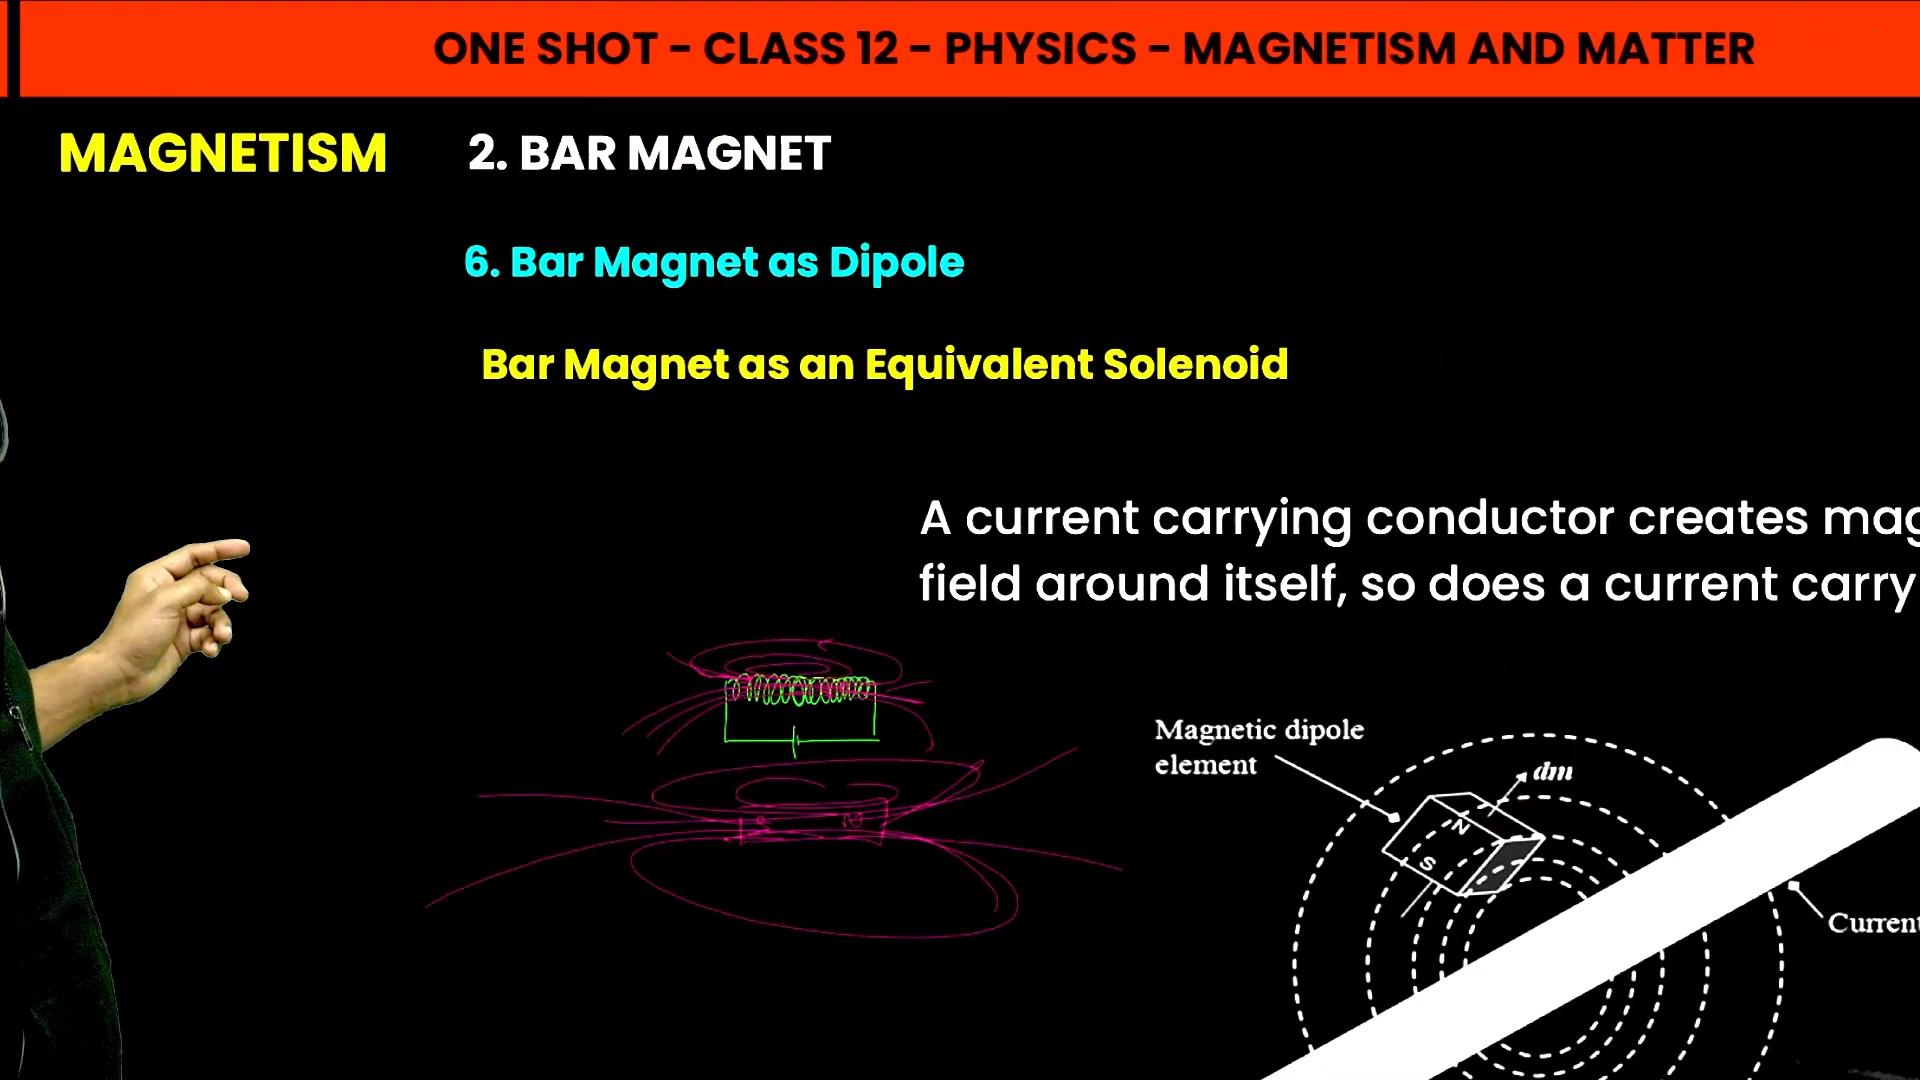 ONE SHOT - CLASS 12 - PHYSICS - MAGNETISM AND MATTER
MAGNETISM
2. BAR MAGNET
6. Bar Magnet as Dipole
Bar Magnet as an Equivalent Solenoid
A current carrying conductor creates mag
field around itself, so does a current carry
Magnetic dipole
element
dm
N
S
Current
S N